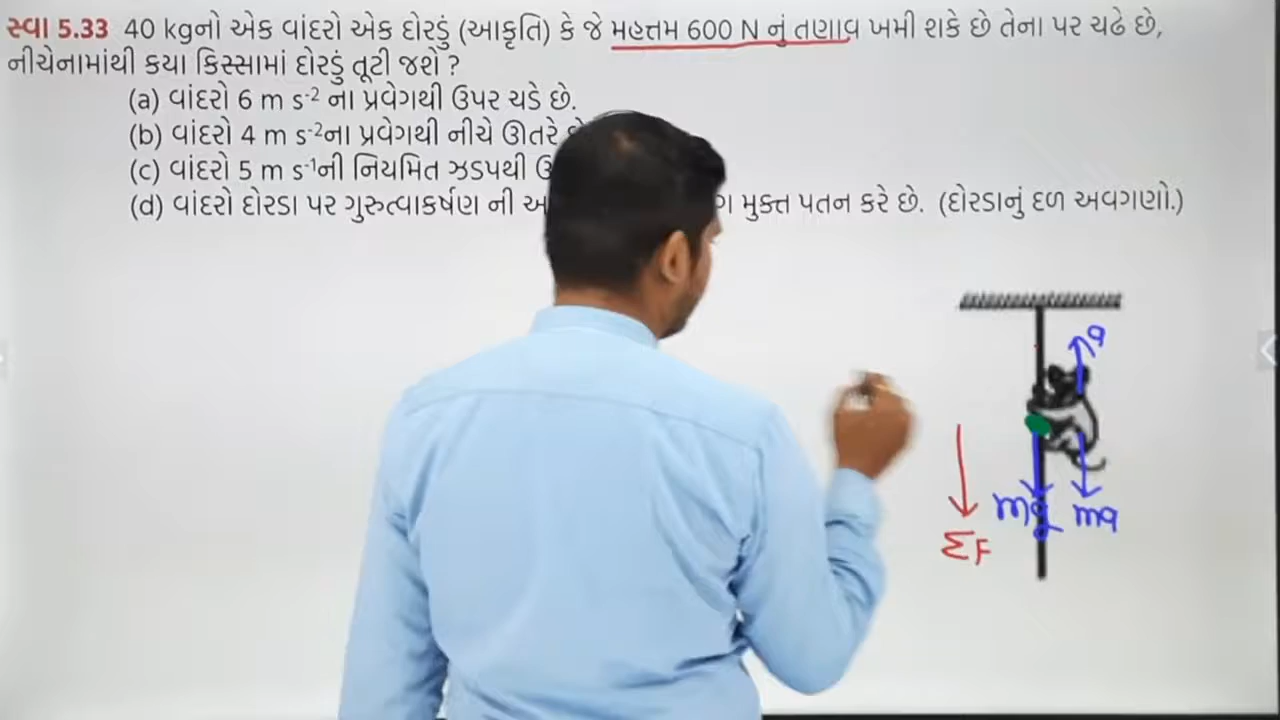 સ્વા 5.33 40 kgનો એક વાંદરો એક દોરડું (આકૃતિ) કે જે મહત્તમ 600 N નું તણાવ ખમી શકે છે તેના પર ચઢે છે,
નીચેનામાંથી કયા કિસ્સામાં દોરડું તૂટી જશે ?
(a) વાંદરો 6 m s-2 ના પ્રવેગથી ઉપર ચડે છે.
(b) વાંદરો 4 m s-2ના પ્રવેગથી નીચે ઊતરે
(c) વાંદરો 5 m s-1ની નિયમિત ઝડપથી
(d) વાંદરો દોરડા પર ગુરુત્વાકર્ષણ ની મુક્ત પતન કરે છે. (દોરડાનું દળ અવગણો.)
a
mg ma
ΣF